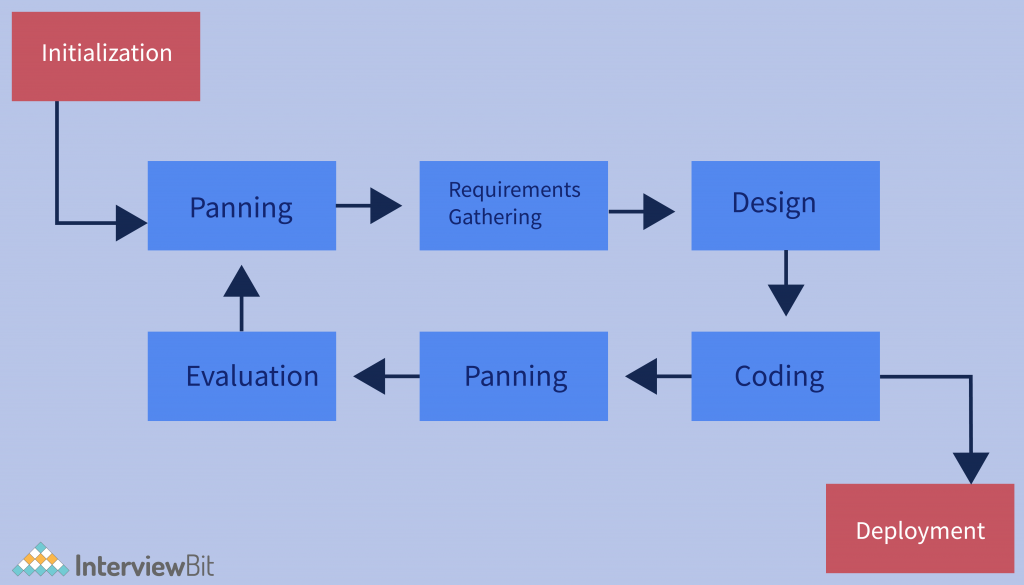 Initialization
Panning
Requirements
Gathering
Design
Evaluation
Panning
Coding
Deployment
InterviewBit